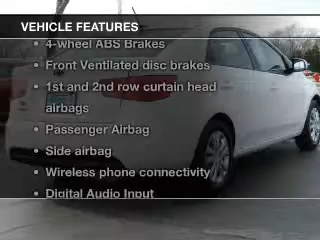 VEHICLE FEATURES
• 4-wheel ABS Brakes
• Front Ventilated disc brakes
• 1st and 2nd row curtain head
airbags
• Passenger Airbag
• Side airbag
• Wireless phone connectivity
• Digital Audio Input